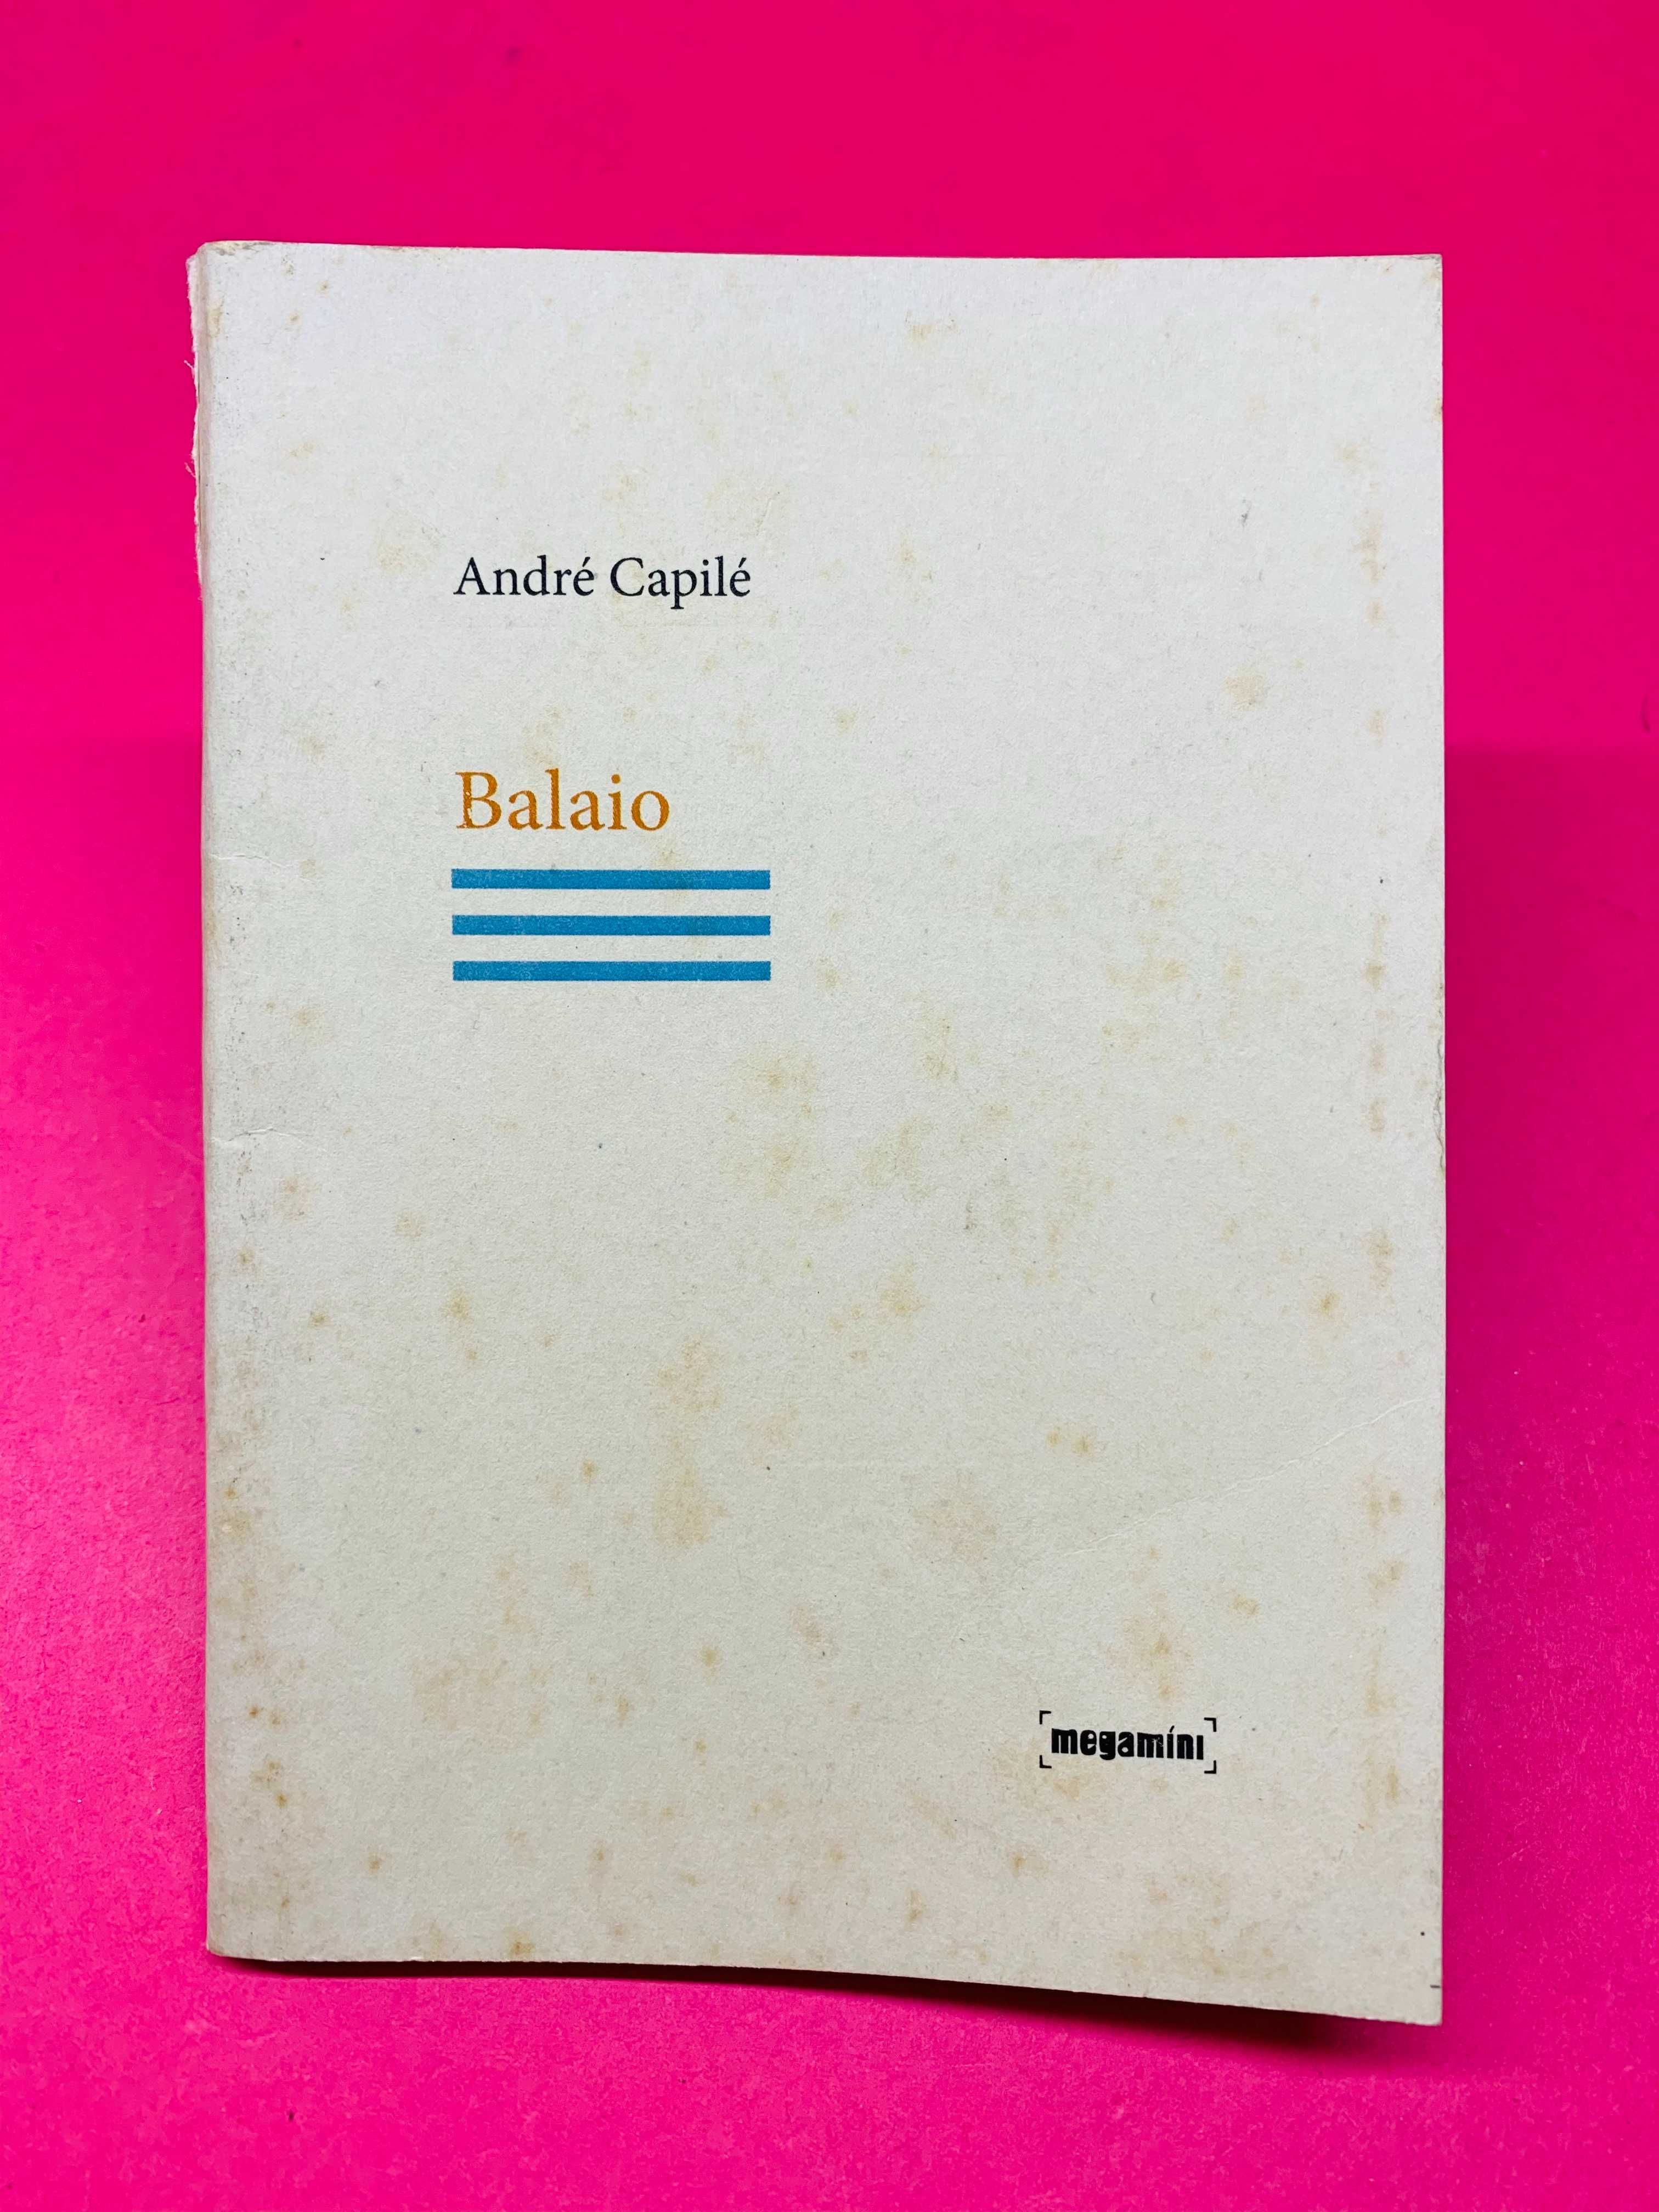 André Capilé
Balaio
[megamíni]